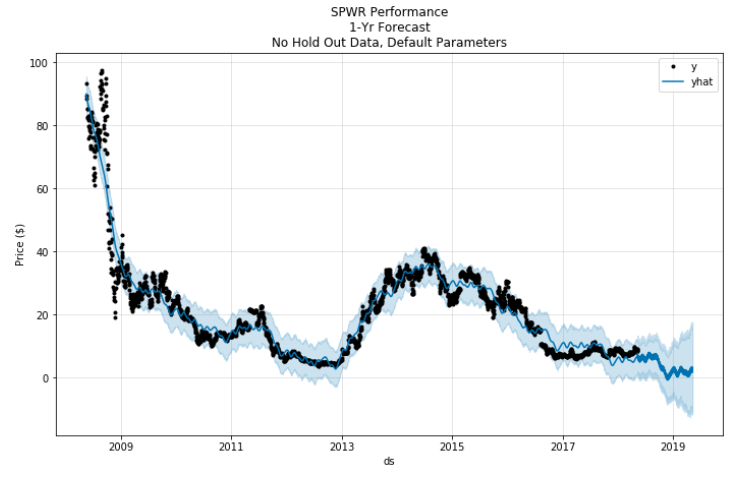 SPWR Performance
1-Yr Forecast
No Hold Out Data, Default Parameters
y
yhat
Price ($)
100
80
60
40
20
0
2009 2011 2013 2015 2017 2019
ds